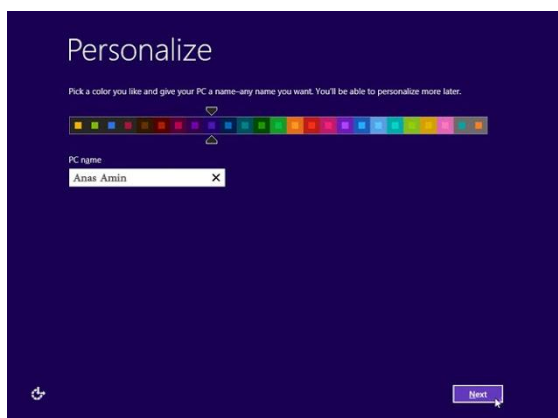 Personalize
Pick a color you like and give your PC a name–any name you want. You'll be able to personalize more later.
PC name
Anas Amin
Next